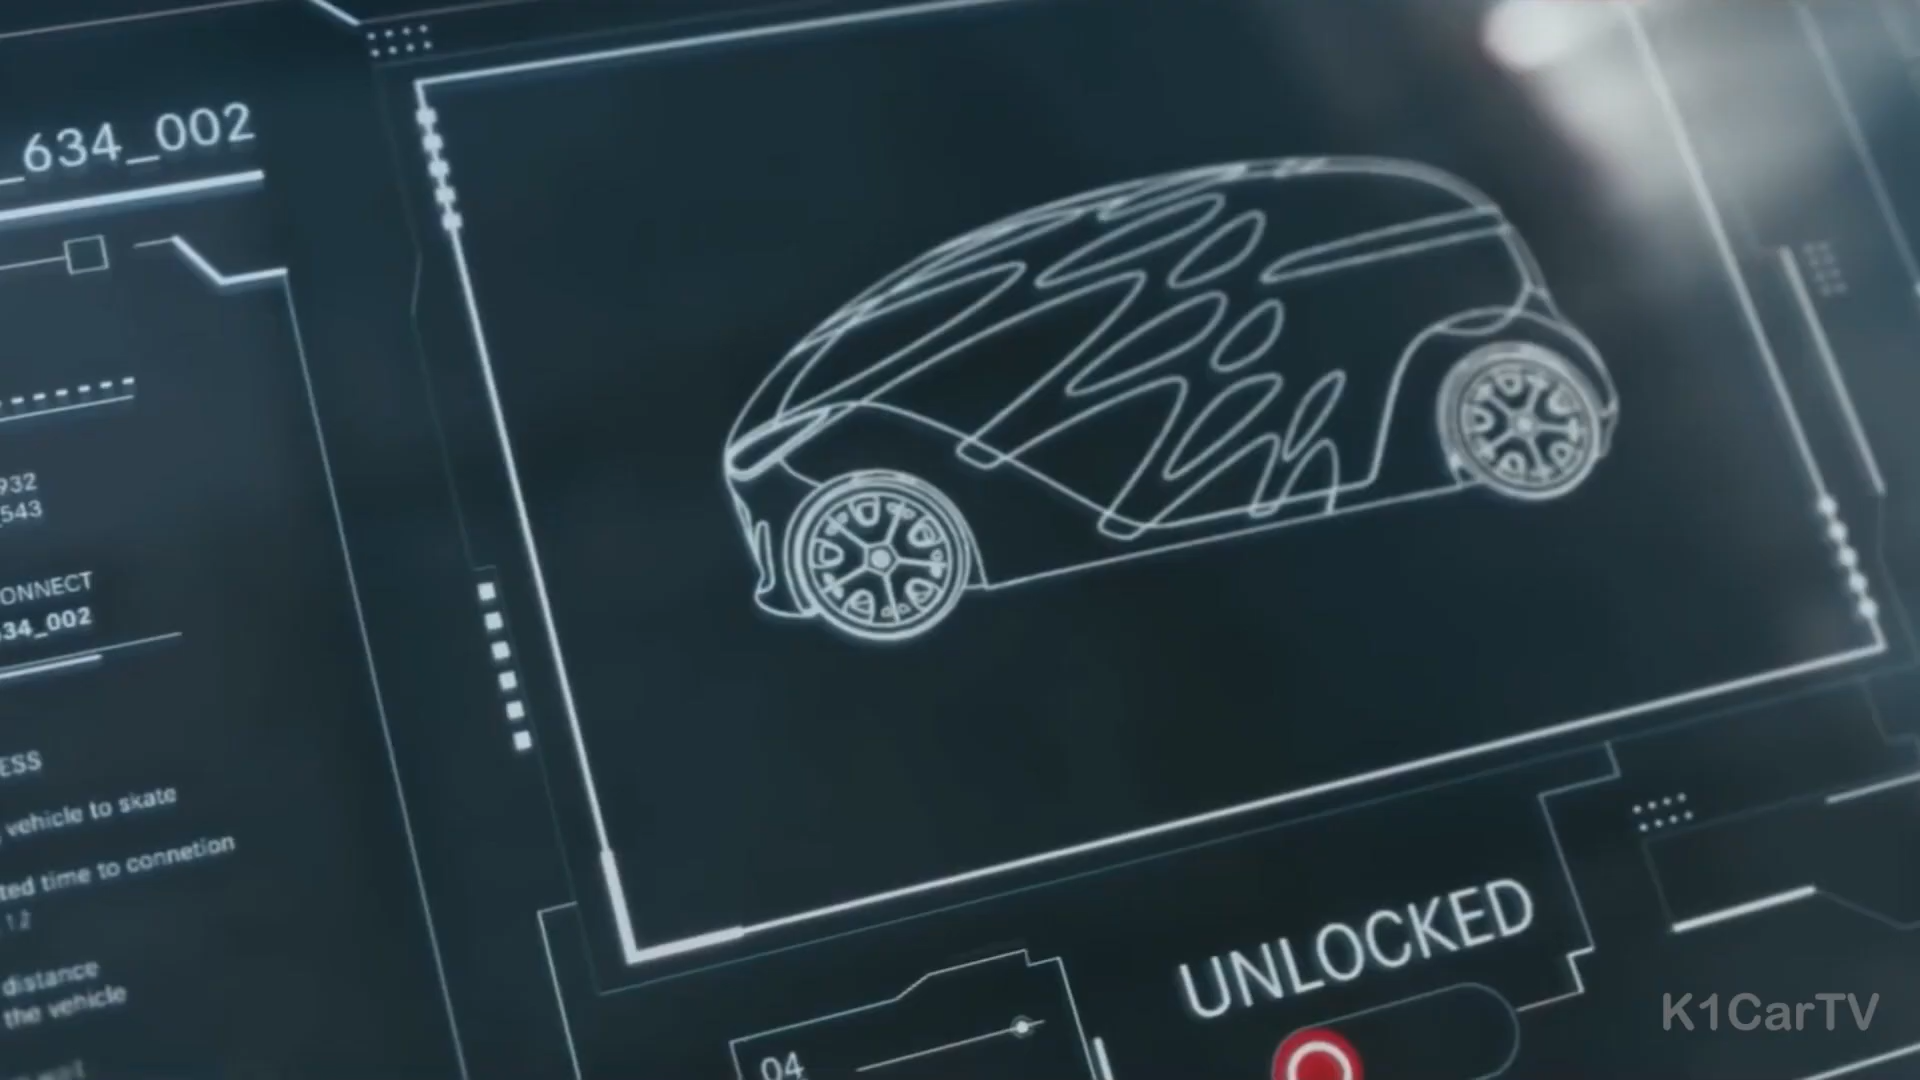 _634_002
932
_543
ONNECT
34_002
ESS
vehicle to skate
ted time to connetion
1.2
distance
the vehicle
UNLOCKED
04
K1CarTV